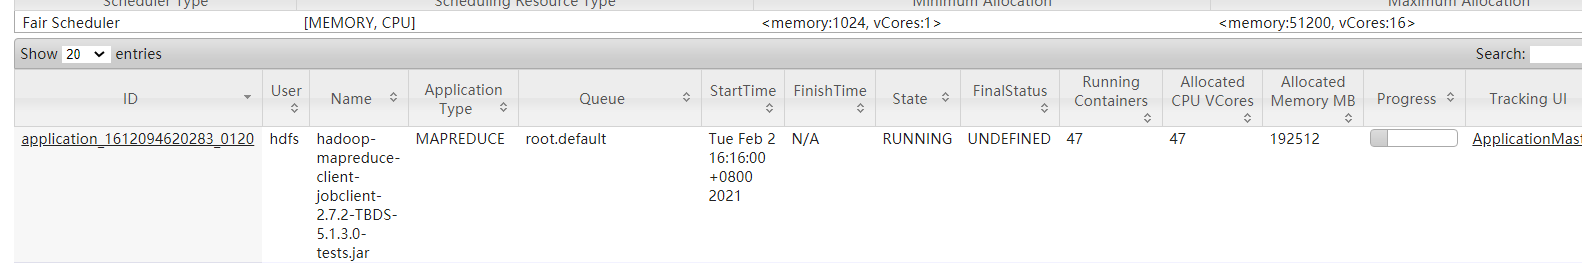 Scheduler Type Scheduling Resource Type Minimum Allocation Maximum Allocation
Fair Scheduler [MEMORY, CPU] <memory:1024, vCores:1> <memory:51200, vCores:16>
Show 20 entries Search:
ID User Name Application Type Queue StartTime FinishTime State FinalStatus Running Containers Allocated CPU VCores Allocated Memory MB Progress Tracking UI
application_1612094620283_0120 hdfs hadoop- MAPREDUCE root.default Tue Feb 2 N/A RUNNING UNDEFINED 47 47 192512 ApplicationMast
mapreduce- 16:16:00
client- +0800
jobclient- 2021
2.7.2-TBDS-
5.1.3.0-
tests.jar